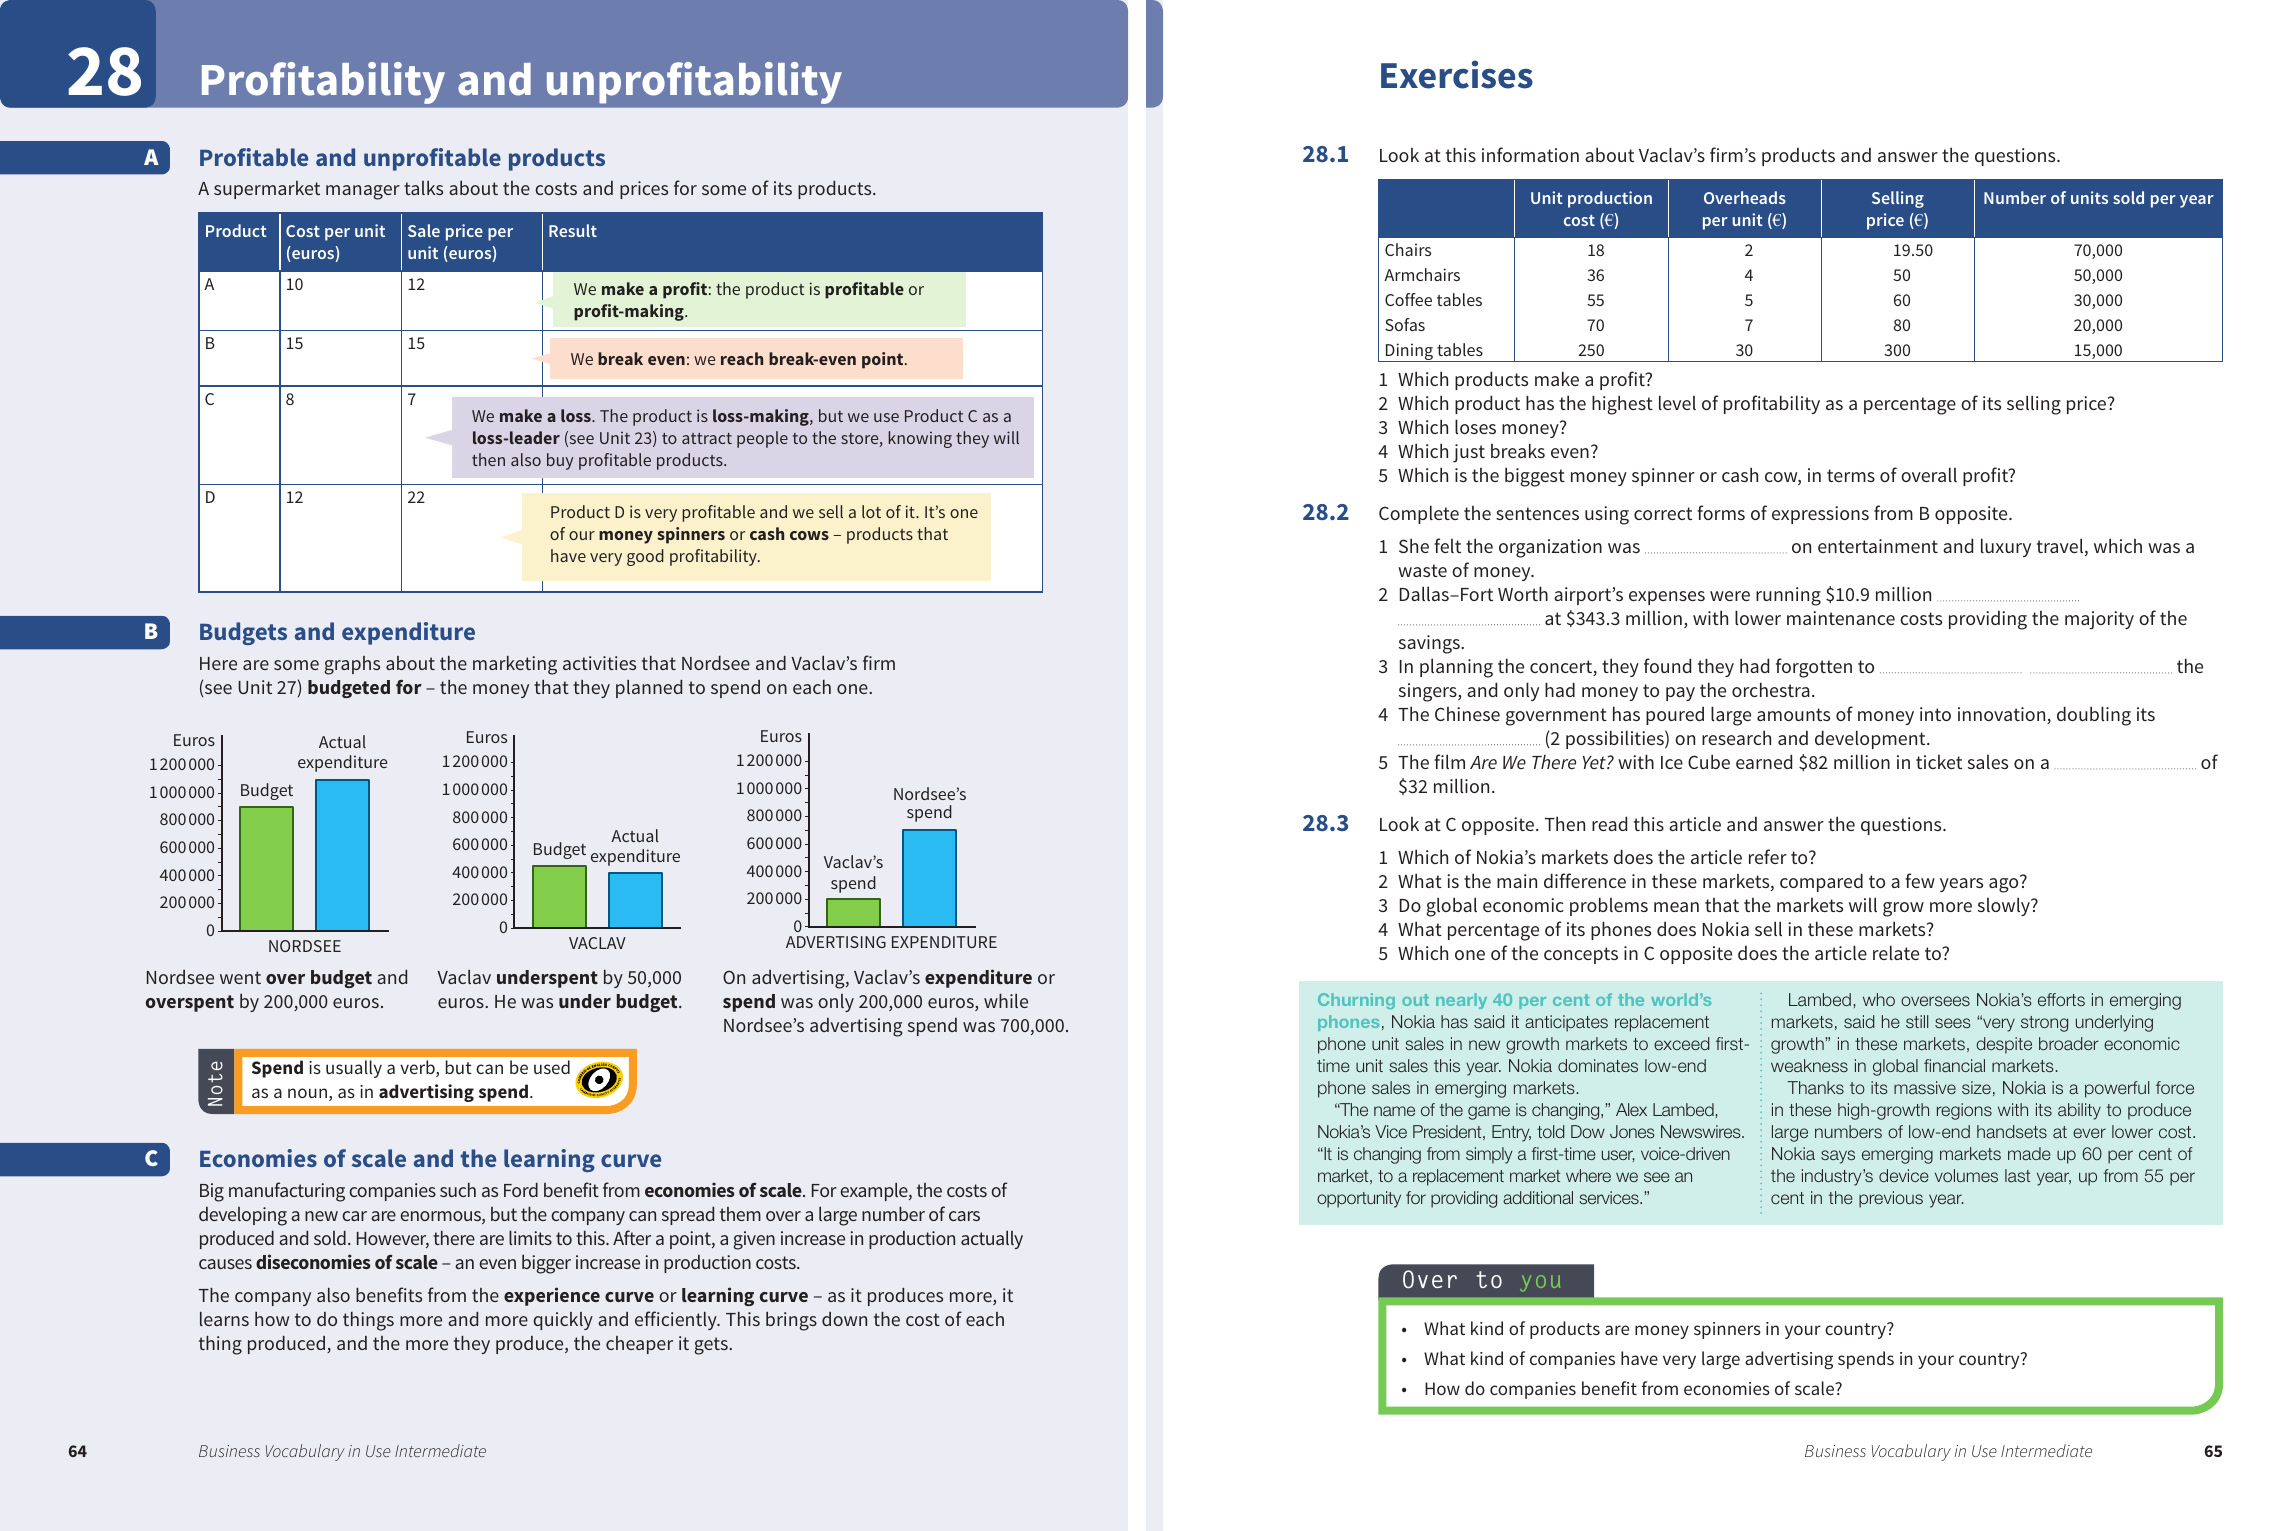 28
Profitability and unprofitability
A
Profitable and unprofitable products
A supermarket manager talks about the costs and prices for some of its products.
Product Cost per unit (euros) Sale price per unit (euros) Result
A 10 12 We make a profit: the product is profitable or
profit-making.
B 15 15 We break even: we reach break-even point.
C 8 7 We make a loss. The product is loss-making, but we use Product C as a
loss-leader (see Unit 23) to attract people to the store, knowing they will
then also buy profitable products.
D 12 22 Product D is very profitable and we sell a lot of it. It’s one
of our money spinners or cash cows – products that
have very good profitability.
B
Budgets and expenditure
Here are some graphs about the marketing activities that Nordsee and Vaclav’s firm
(see Unit 27) budgeted for – the money that they planned to spend on each one.
Euros
1200000
1000000
800000
600000
400000
200000
0
Budget
Actual
expenditure
NORDSEE
Nordsee went over budget and
overspent by 200,000 euros.
Euros
1200000
1000000
800000
600000
400000
200000
0
Budget
Actual
expenditure
VACLAV
Vaclav underspent by 50,000
euros. He was under budget.
Euros
1200000
1000000
800000
600000
400000
200000
0
Vaclav’s
spend
Nordsee’s
spend
ADVERTISING EXPENDITURE
On advertising, Vaclav’s expenditure or
spend was only 200,000 euros, while
Nordsee’s advertising spend was 700,000.
Note
Spend is usually a verb, but can be used
as a noun, as in advertising spend.
C
Economies of scale and the learning curve
Big manufacturing companies such as Ford benefit from economies of scale. For example, the costs of
developing a new car are enormous, but the company can spread them over a large number of cars
produced and sold. However, there are limits to this. After a point, a given increase in production actually
causes diseconomies of scale – an even bigger increase in production costs.
The company also benefits from the experience curve or learning curve – as it produces more, it
learns how to do things more and more quickly and efficiently. This brings down the cost of each
thing produced, and the more they produce, the cheaper it gets.
64 Business Vocabulary in Use Intermediate
Exercises
28.1 Look at this information about Vaclav’s firm’s products and answer the questions.
Unit production cost (€) Overheads per unit (€) Selling price (€) Number of units sold per year
Chairs 18 2 19.50 70,000
Armchairs 36 4 50 50,000
Coffee tables 55 5 60 30,000
Sofas 70 7 80 20,000
Dining tables 250 30 300 15,000
1 Which products make a profit?
2 Which product has the highest level of profitability as a percentage of its selling price?
3 Which loses money?
4 Which just breaks even?
5 Which is the biggest money spinner or cash cow, in terms of overall profit?
28.2 Complete the sentences using correct forms of expressions from B opposite.
1 She felt the organization was ........ on entertainment and luxury travel, which was a
waste of money.
2 Dallas–Fort Worth airport’s expenses were running $10.9 million ........
........ at $343.3 million, with lower maintenance costs providing the majority of the
savings.
3 In planning the concert, they found they had forgotten to ........ ........ the
singers, and only had money to pay the orchestra.
4 The Chinese government has poured large amounts of money into innovation, doubling its
........ (2 possibilities) on research and development.
5 The film Are We There Yet? with Ice Cube earned $82 million in ticket sales on a ........ of
$32 million.
28.3 Look at C opposite. Then read this article and answer the questions.
1 Which of Nokia’s markets does the article refer to?
2 What is the main difference in these markets, compared to a few years ago?
3 Do global economic problems mean that the markets will grow more slowly?
4 What percentage of its phones does Nokia sell in these markets?
5 Which one of the concepts in C opposite does the article relate to?
Churning out nearly 40 per cent of the world’s
phones, Nokia has said it anticipates replacement
phone unit sales in new growth markets to exceed first-
time unit sales this year. Nokia dominates low-end
phone sales in emerging markets.
“The name of the game is changing,” Alex Lambed,
Nokia’s Vice President, Entry, told Dow Jones Newswires.
“It is changing from simply a first-time user, voice-driven
market, to a replacement market where we see an
opportunity for providing additional services.”
Lambed, who oversees Nokia’s efforts in emerging
markets, said he still sees “very strong underlying
growth” in these markets, despite broader economic
weakness in global financial markets.
Thanks to its massive size, Nokia is a powerful force
in these high-growth regions with its ability to produce
large numbers of low-end handsets at ever lower cost.
Nokia says emerging markets made up 60 per cent of
the industry’s device volumes last year, up from 55 per
cent in the previous year.
Over to you
• What kind of products are money spinners in your country?
• What kind of companies have very large advertising spends in your country?
• How do companies benefit from economies of scale?
Business Vocabulary in Use Intermediate 65